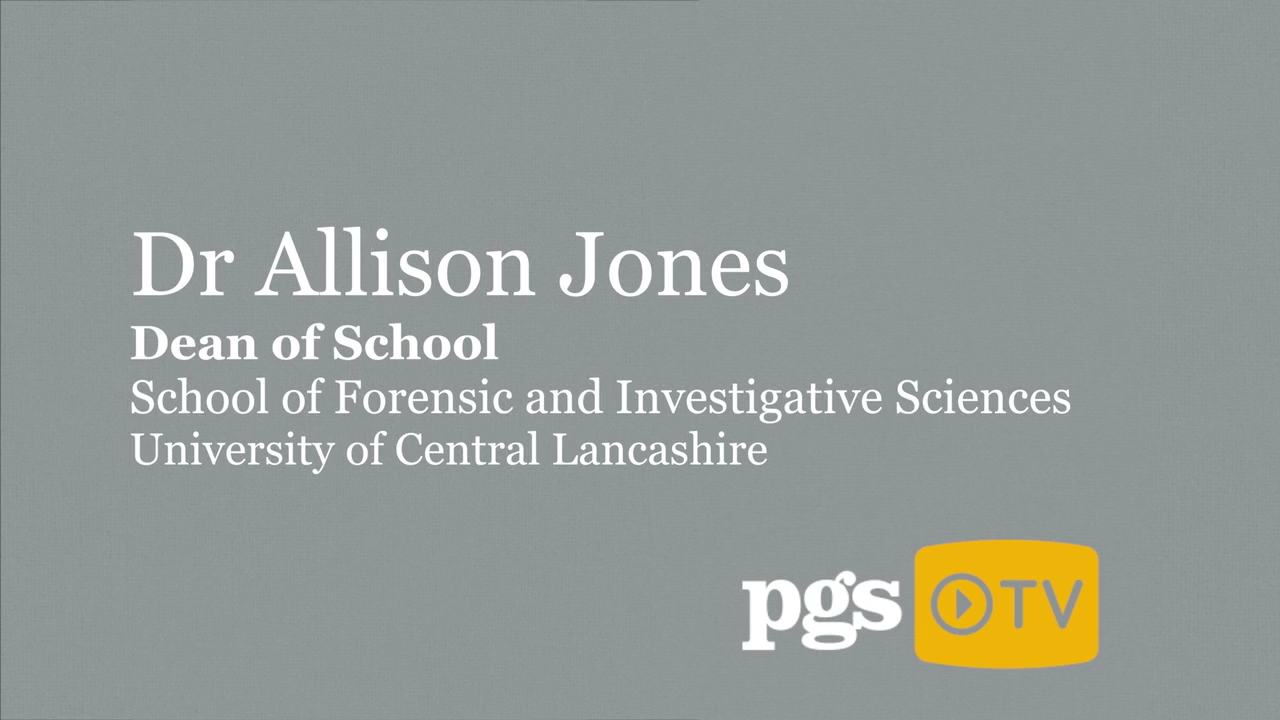 Dr Allison Jones
Dean of School
School of Forensic and Investigative Sciences
University of Central Lancashire
pgs TV